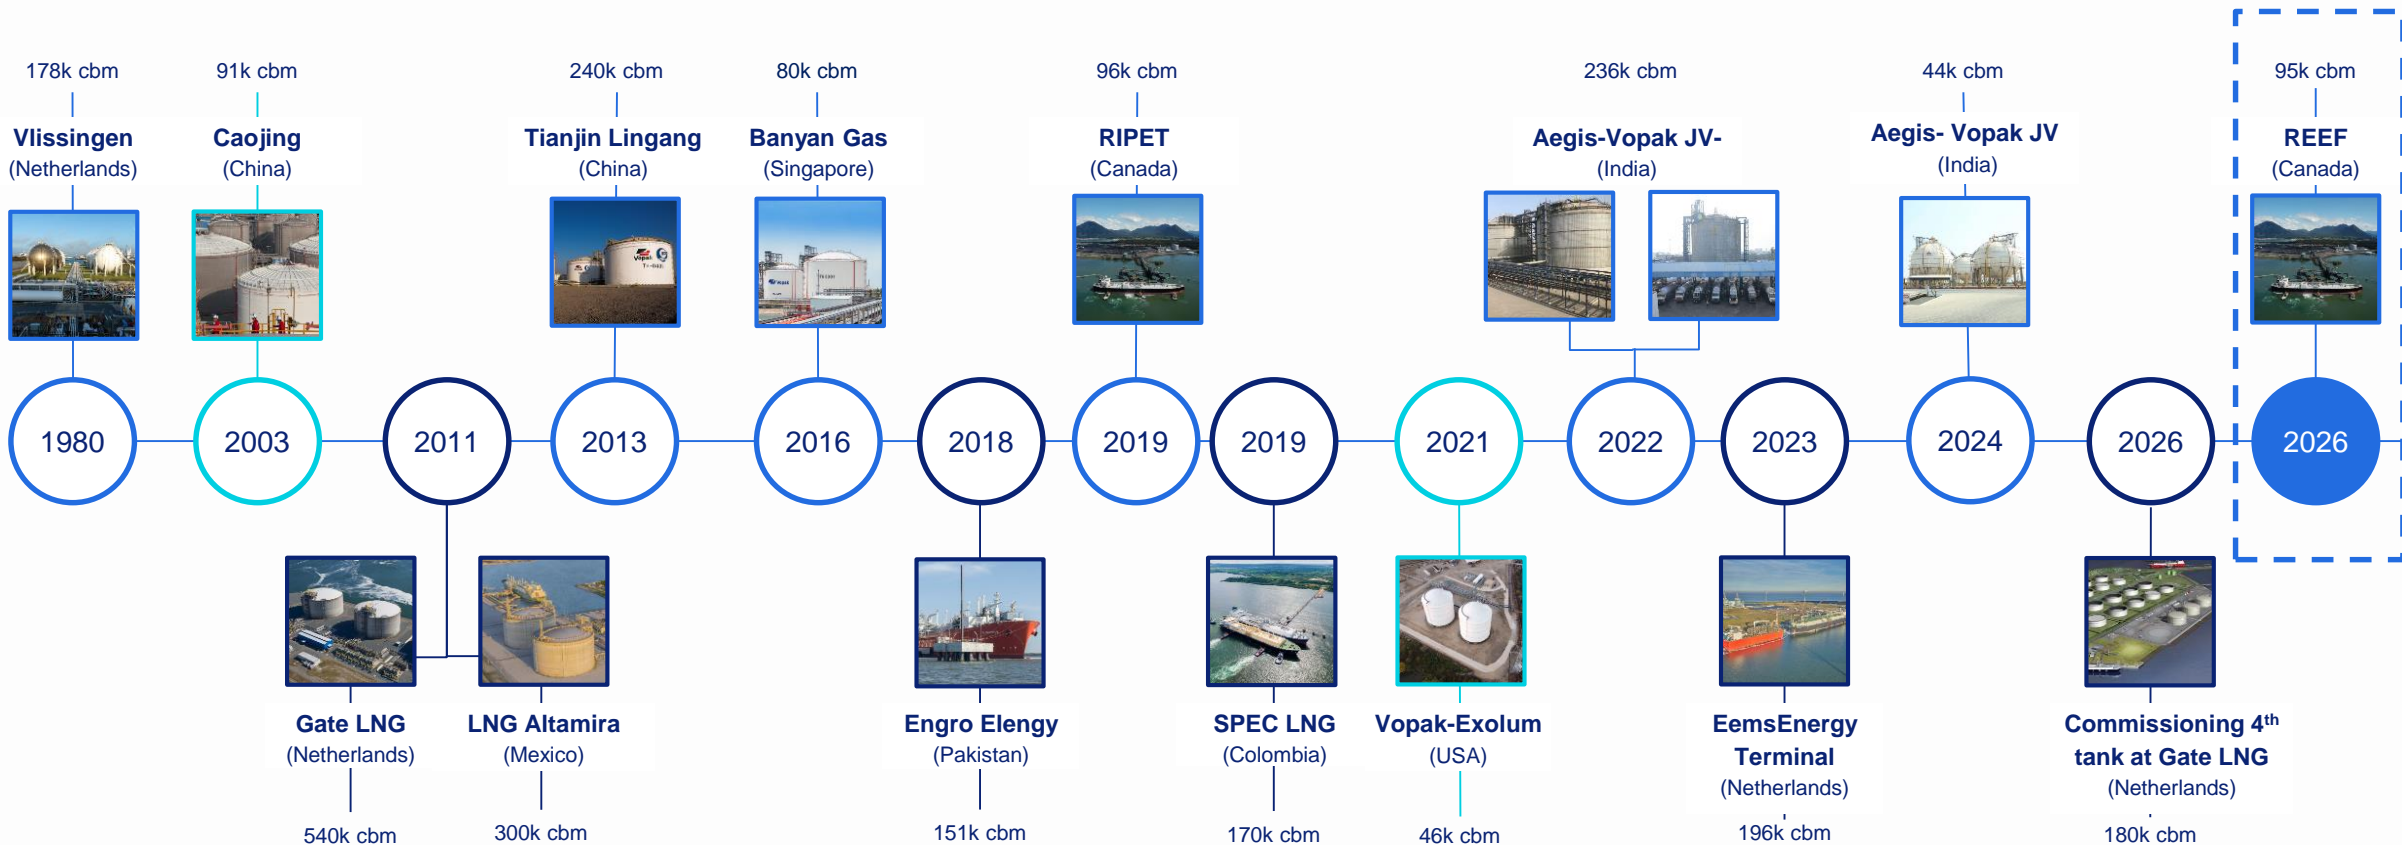 178k cbm
Vlissingen
(Netherlands)
1980
91k cbm
Caojing
(China)
2003
2011
Gate LNG
(Netherlands)
540k cbm
LNG Altamira
(Mexico)
300k cbm
240k cbm
Tianjin Lingang
(China)
2013
80k cbm
Banyan Gas
(Singapore)
2016
2018
Engro Elengy
(Pakistan)
151k cbm
96k cbm
RIPET
(Canada)
2019
2019
SPEC LNG
(Colombia)
170k cbm
2021
Vopak-Exolum
(USA)
46k cbm
236k cbm
Aegis-Vopak JV-
(India)
2022
2023
EemsEnergy
Terminal
(Netherlands)
196k cbm
44k cbm
Aegis- Vopak JV
(India)
2024
2026
Commissioning 4th
tank at Gate LNG
(Netherlands)
180k cbm
95k cbm
REEF
(Canada)
2026
Vopak